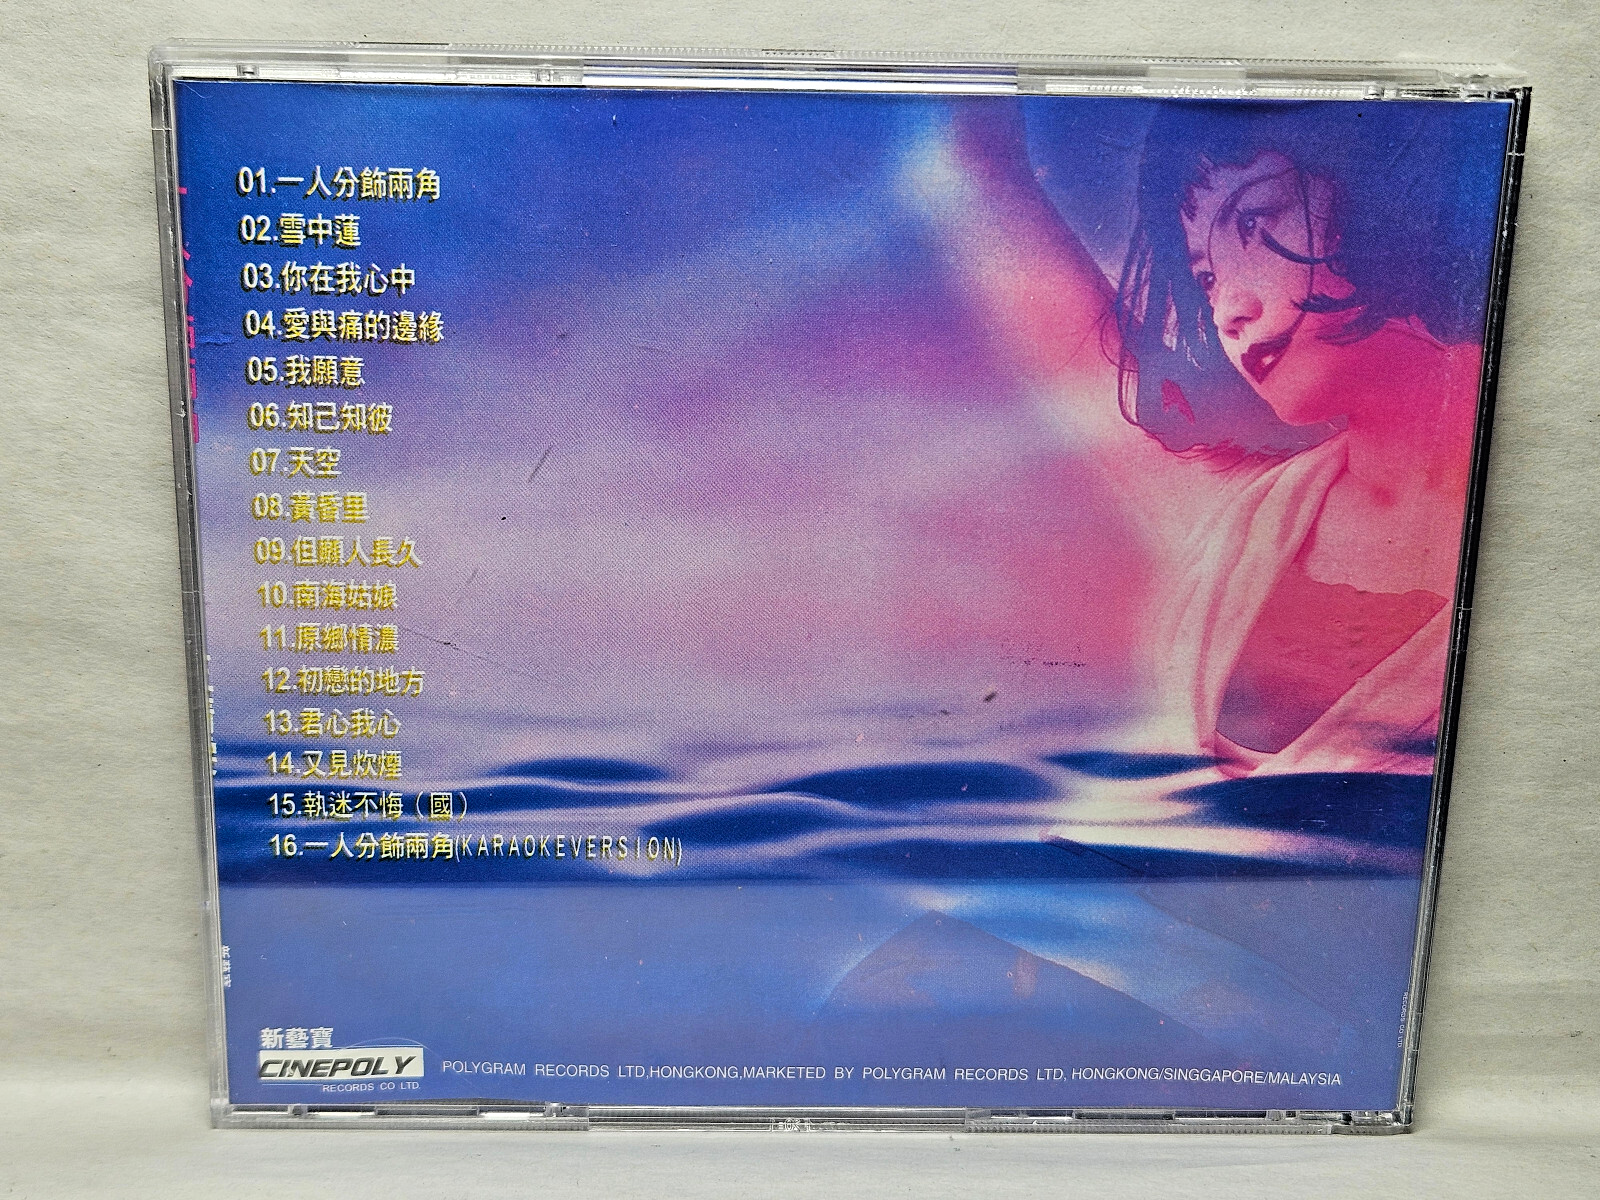 01.一人分飾兩角
02.雪中蓮
03.你在我心中
04.愛與痛的邊緣
05.我願意
06.知己知彼
07.天空
08.黃昏里
09.但願人長久
10.南海姑娘
11.原鄉情濃
12.初戀的地方
13.君心我心
14.又見炊煙
15.執迷不悔（國）
16.一人分飾兩角(KARAOKEVERSION)
新藝寶
CINEPOLY
RECORDS CO LTD.
POLYGRAM RECORDS LTD,HONGKONG,MARKETED BY POLYGRAM RECORDS LTD, HONGKONG/SINGGAPORE/MALAYSIA